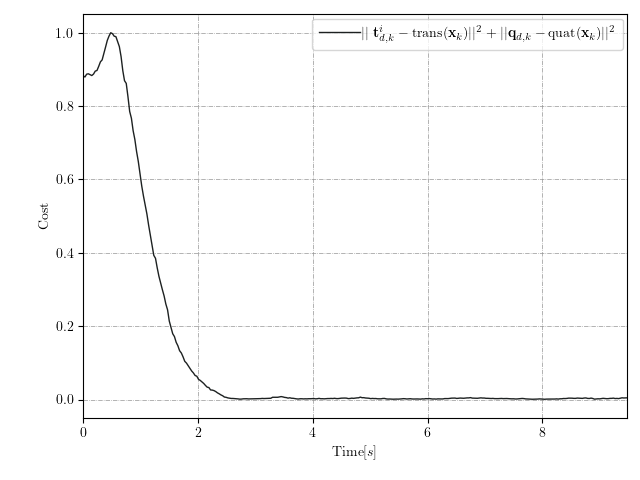 || t^i_{d,k} − trans(x_k)||^2 + ||q_{d,k} − quat(x_k)||^2
1.0
0.8
0.6
0.4
0.2
0.0
Cost
0 2 4 6 8
Time[s]